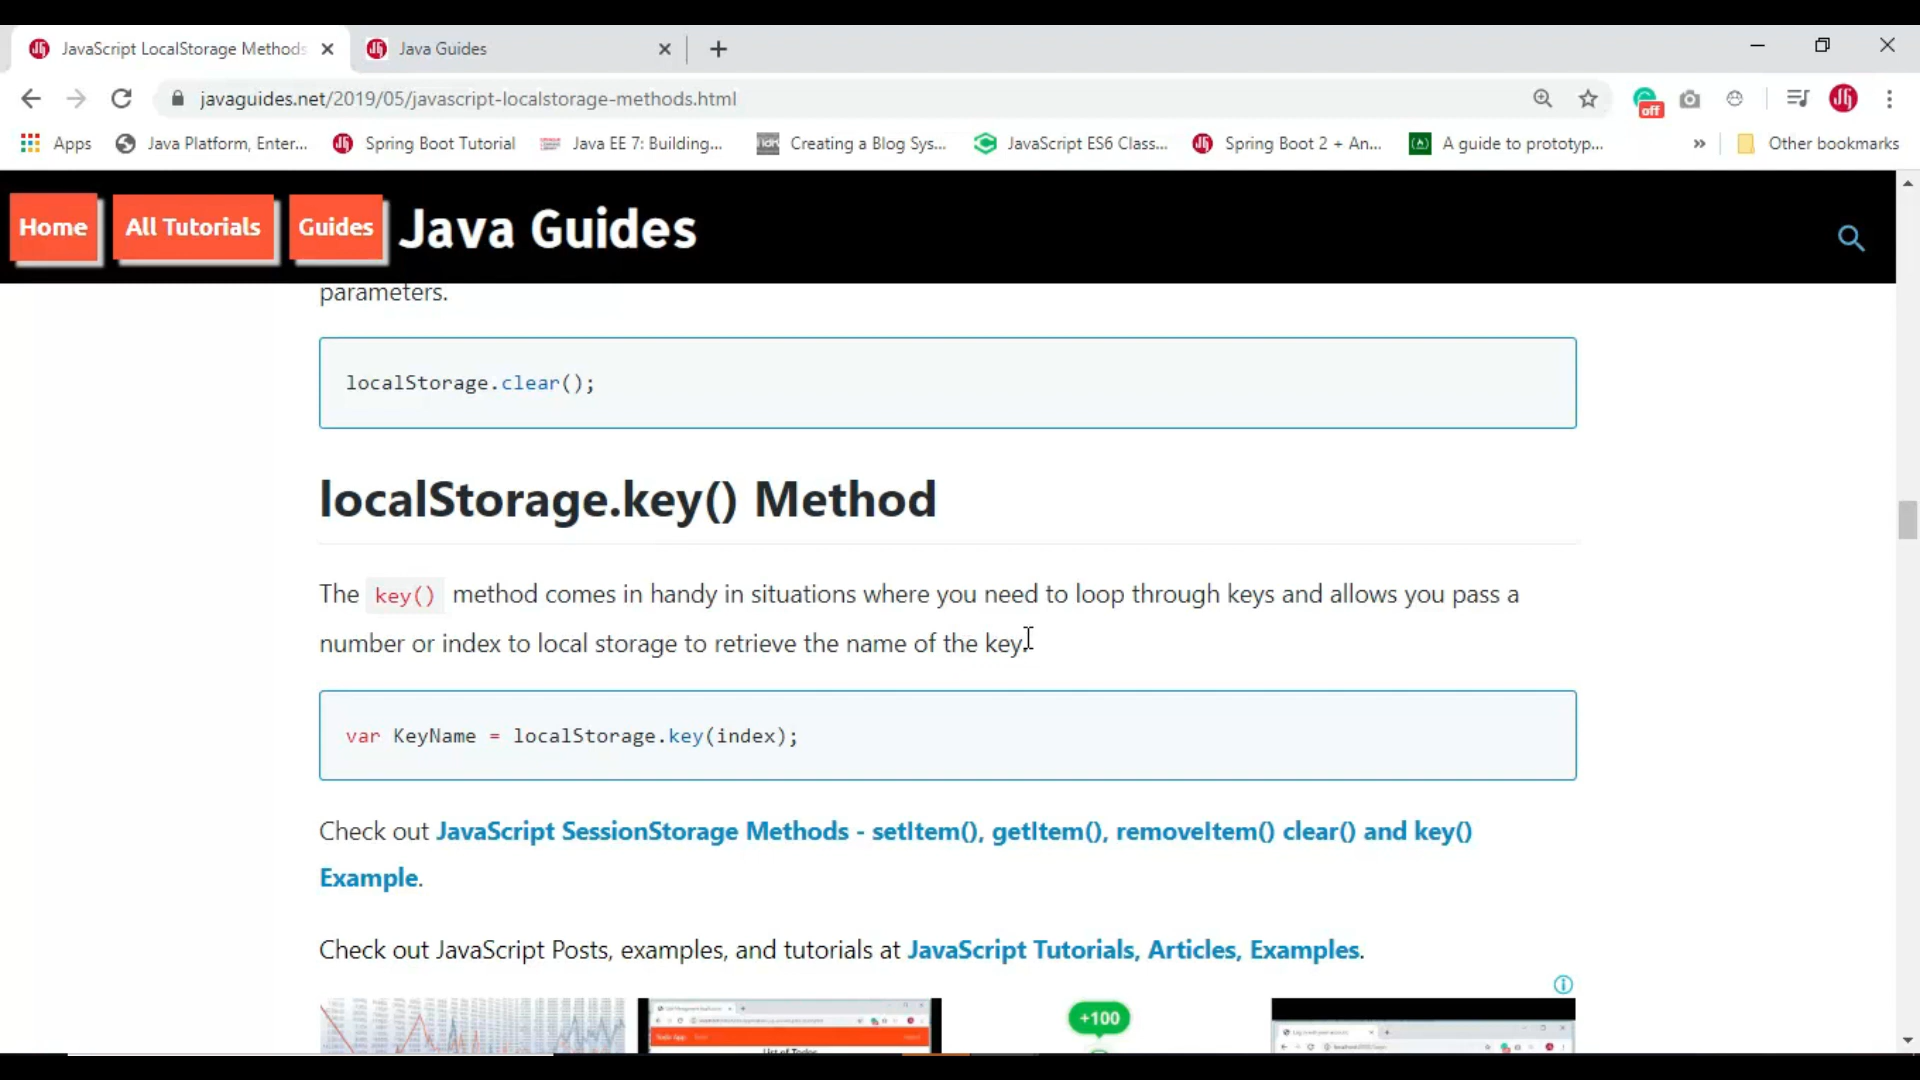 JavaScript LocalStorage Methods
Java Guides
javaguides.net/2019/05/javascript-localstorage-methods.html
off
Apps
Java Platform, Enter...
Spring Boot Tutorial
Java EE 7: Building...
Creating a Blog Sys...
JavaScript ES6 Class...
Spring Boot 2 + An...
A guide to prototyp...
»
Other bookmarks
Home
All Tutorials
Guides
Java Guides
parameters.
localStorage.clear();
localStorage.key() Method
The key() method comes in handy in situations where you need to loop through keys and allows you pass a
number or index to local storage to retrieve the name of the key.
var KeyName = localStorage.key(index);
Check out JavaScript SessionStorage Methods - setItem(), getItem(), removeItem() clear() and key()
Example.
Check out JavaScript Posts, examples, and tutorials at JavaScript Tutorials, Articles, Examples.
+100
List of Todos